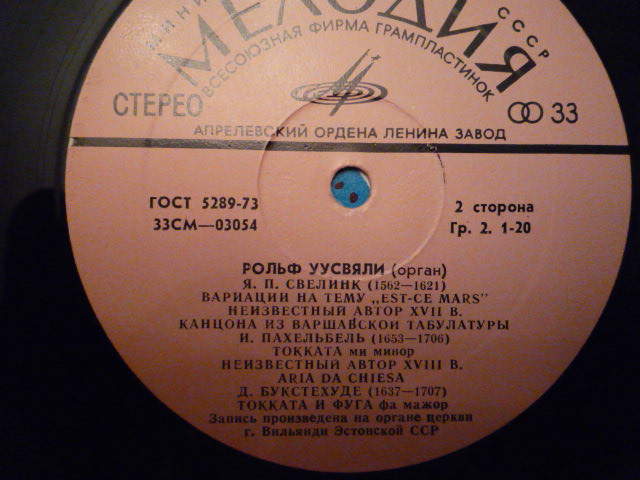 МИНИ
СССР
МЕЛОДИЯ
ВСЕСОЮЗНАЯ ФИРМА ГРАМПЛАСТИНОК
СТЕРЕО
33
АПРЕЛЕВСКИЙ ОРДЕНА ЛЕНИНА ЗАВОД
ГОСТ 5289-73
2 сторона
33СМ—03054
Гр. 2. 1-20
РОЛЬФ УУСВЯЛИ (орган)
Я. П. СВЕЛИНК (1562—1621)
ВАРИАЦИИ НА ТЕМУ „EST-CE MARS"
НЕИЗВЕСТНЫЙ АВТОР XVII В.
КАНЦОНА ИЗ ВАРШАВСКОЙ ТАБУЛАТУРЫ
И. ПАХЕЛЬБЕЛЬ (1653—1706)
ТОККАТА ми минор
НЕИЗВЕСТНЫЙ АВТОР XVIII В.
ARIA DA CHIESA
Д. БУКСТЕХУДЕ (1637—1707)
ТОККАТА И ФУГА фа мажор
Запись произведена на органе церкви
г. Вильянди Эстонской ССР